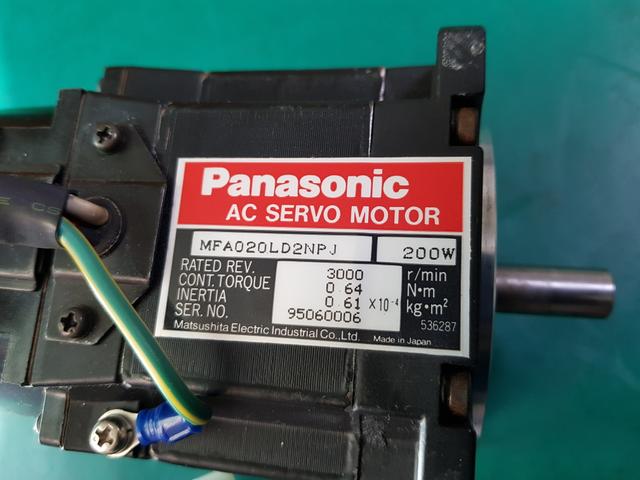 Panasonic
AC SERVO MOTOR
MFA020LD2NPJ 200W
RATED REV. 3000 r/min
CONT. TORQUE 0.64 N•m
INERTIA 0.61 X10⁻⁴ kg•m²
SER. NO. 95060006
536287
Matsushita Electric Industrial Co., Ltd. Made in Japan